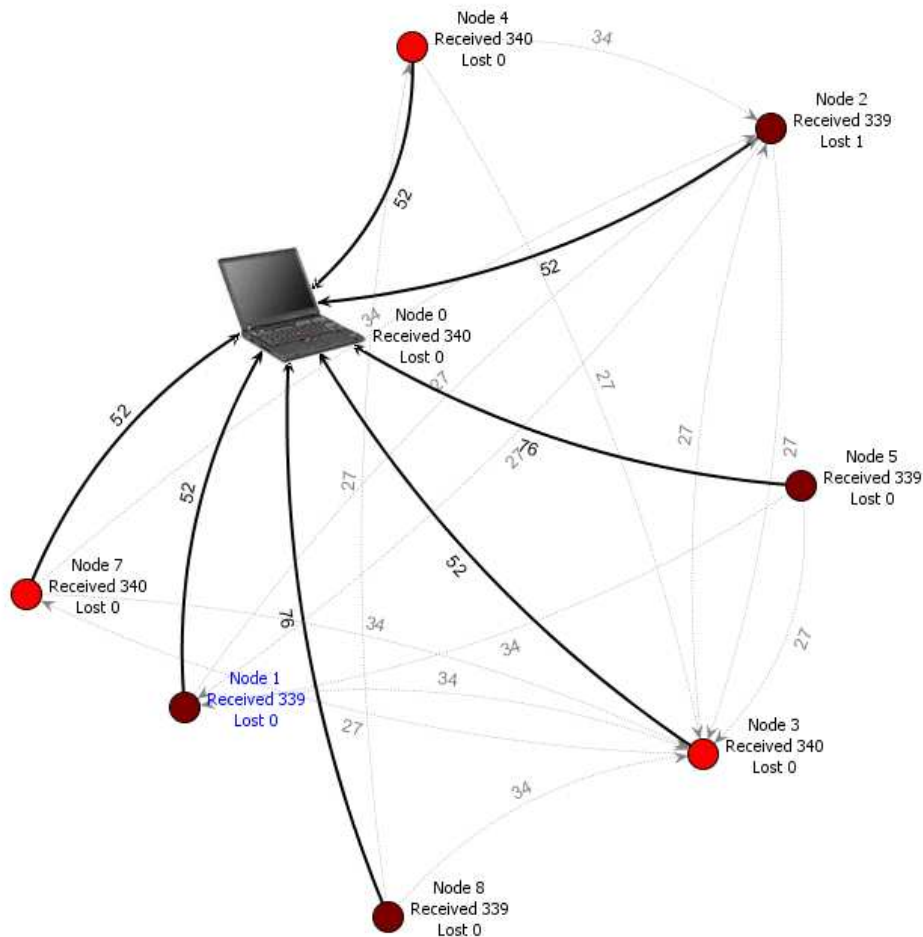 Node 4
Received 340
Lost 0
34
Node 2
Received 339
Lost 1
52
52
Node 0
Received 340
Lost 0
34
27
27
52
27
27
27
76
27
Node 5
Received 339
Lost 0
52
27
52
Node 7
Received 340
Lost 0
76
34
34
27
34
Node 1
Received 339
Lost 0
27
Node 3
Received 340
Lost 0
34
Node 8
Received 339
Lost 0